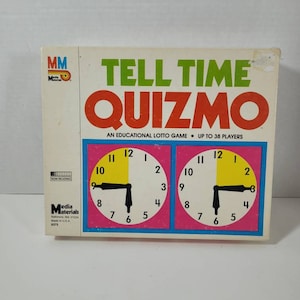 MM
TELL TIME
QUIZMO
AN EDUCATIONAL LOTTO GAME • UP TO 38 PLAYERS
12 11 1 10 2 9 3 8 4 7 5 6
12 11 1 10 2 9 3 8 4 7 5 6
Media
Materials